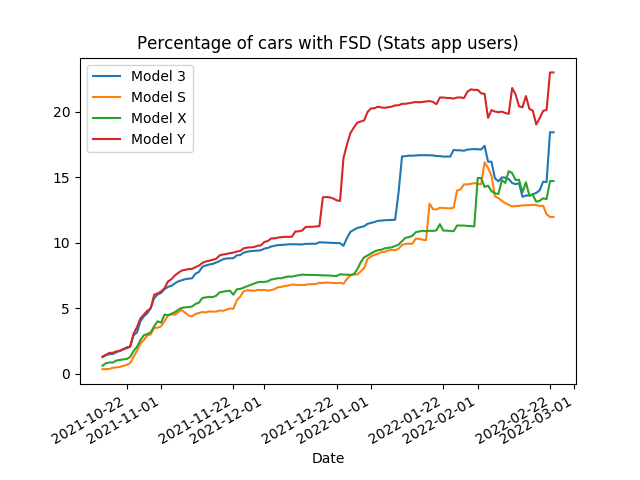 Percentage of cars with FSD (Stats app users)
Model 3
Model S
Model X
Model Y
20
15
10
5
0
2021-10-22
2021-11-01
2021-11-22
2021-12-01
2021-12-22
2022-01-01
2022-01-22
2022-02-01
2022-02-22
2022-03-01
Date